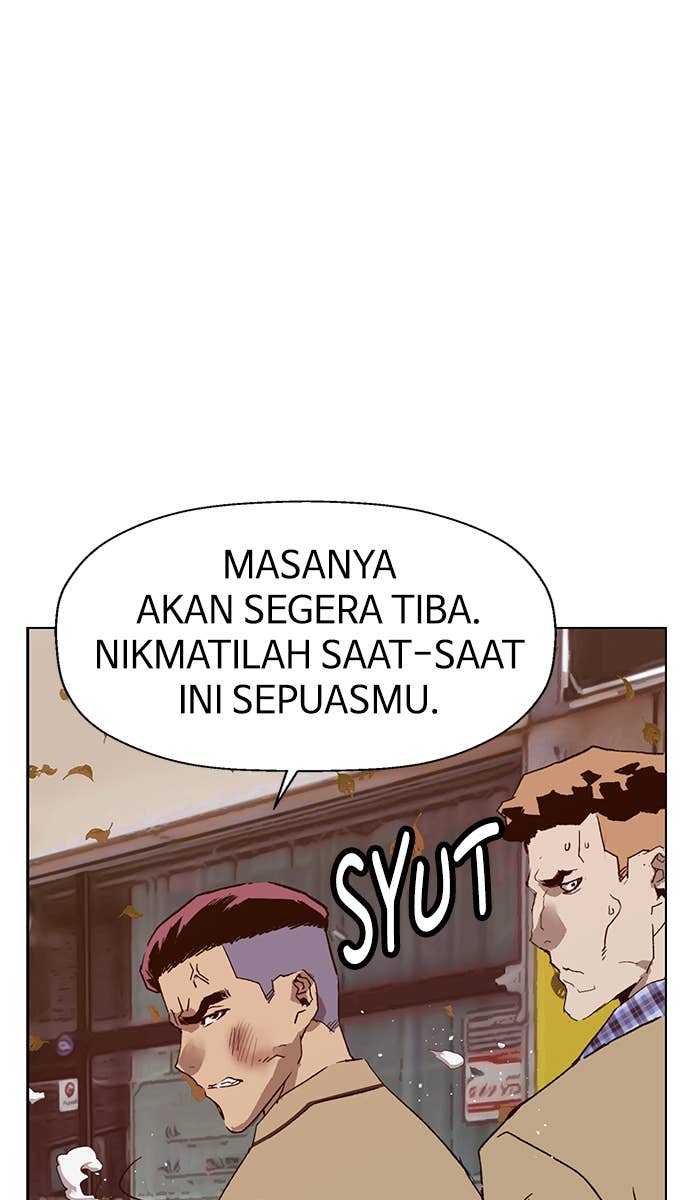 MASANYA
AKAN SEGERA TIBA.
NIKMATILAH SAAT-SAAT
INI SEPUASMU.
SYUT